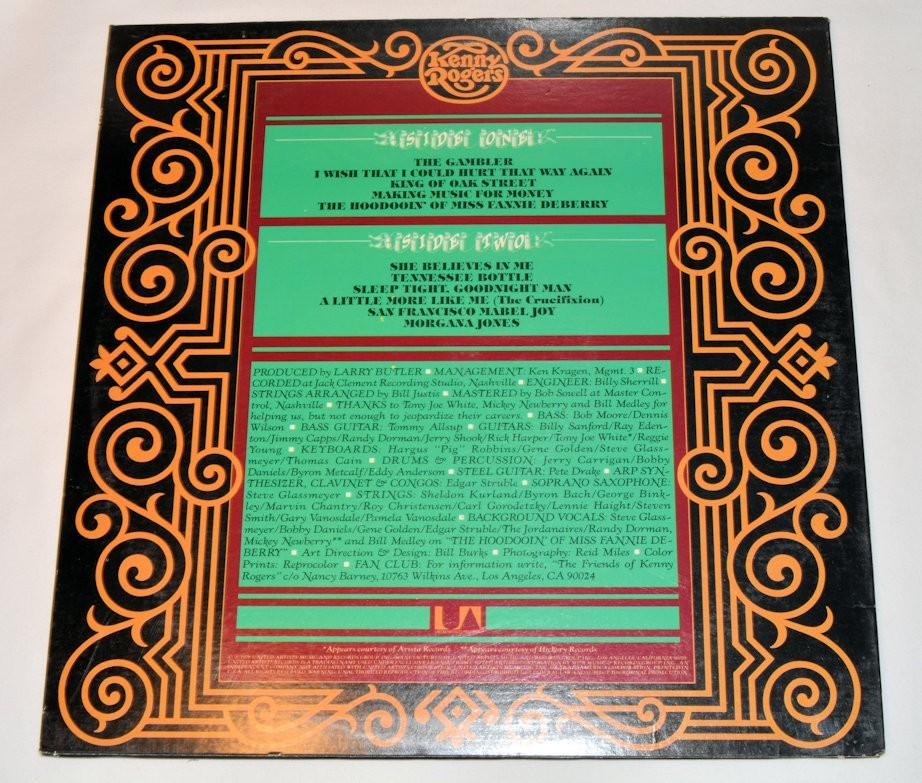 Kenny
Rogers
SIDE ONE
THE GAMBLER
I WISH THAT I COULD HURT THAT WAY AGAIN
KING OF OAK STREET
MAKING MUSIC FOR MONEY
THE HOODOOIN' OF MISS FANNIE DEBERRY
SIDE TWO
SHE BELIEVES IN ME
TENNESSEE BOTTLE
SLEEP TIGHT, GOODNIGHT MAN
A LITTLE MORE LIKE ME (The Crucifixion)
SAN FRANCISCO MABEL JOY
MORGANA JONES
PRODUCED by LARRY BUTLER ■ MANAGEMENT: Ken Kragen, Mgmt. 3 ■ RE-
CORDED at Jack Clement Recording Studio, Nashville ■ ENGINEER: Billy Sherrill ■
STRINGS ARRANGED by Bill Justis ■ MASTERED by Bob Sowell at Master Con-
trol, Nashville ■ THANKS to Tony Joe White, Mickey Newberry and Bill Medley for
helping us, but not enough to jeopardize their careers. ■ BASS: Bob Moore/Dennis
Wilson ■ BASS GUITAR: Tommy Allsup ■ GUITARS: Billy Sanford/Ray Eden-
ton/Jimmy Capps/Randy Dorman/Jerry Shook/Rick Harper/Tony Joe White*/Reggie
Young ■ KEYBOARDS: Hargus "Pig" Robbins/Gene Golden/Steve Glass-
meyer/Thomas Cain ■ DRUMS & PERCUSSION: Jerry Carrigan/Bobby
Daniels/Byron Metcalf/Eddy Anderson ■ STEEL GUITAR: Pete Drake ■ ARP SYN-
THESIZER, CLAVINET & CONGOS: Edgar Struble ■ SOPRANO SAXOPHONE:
Steve Glassmeyer ■ STRINGS: Sheldon Kurland/Byron Bach/George Bink-
ley/Marvin Chantry/Roy Christensen/Carl Gorodetzky/Lennie Haight/Steven
Smith/Gary Vanosdale/Pamela Vanosdale ■ BACKGROUND VOCALS: Steve Glass-
meyer/Bobby Daniels/Gene Golden/Edgar Struble/The Jordanaires/Randy Dorman,
Mickey Newberry** and Bill Medley on "THE HOODOOIN' OF MISS FANNIE DE-
BERRY" ■ Art Direction & Design: Bill Burks ■ Photography: Reid Miles ■ Color
Prints: Reprocolor ■ FAN CLUB: For information write, "The Friends of Kenny
Rogers" c/o Nancy Barney, 10763 Wilkins Ave., Los Angeles, CA 90024
UA
*Appears courtesy of Arista Records **Appears courtesy of Hickory Records